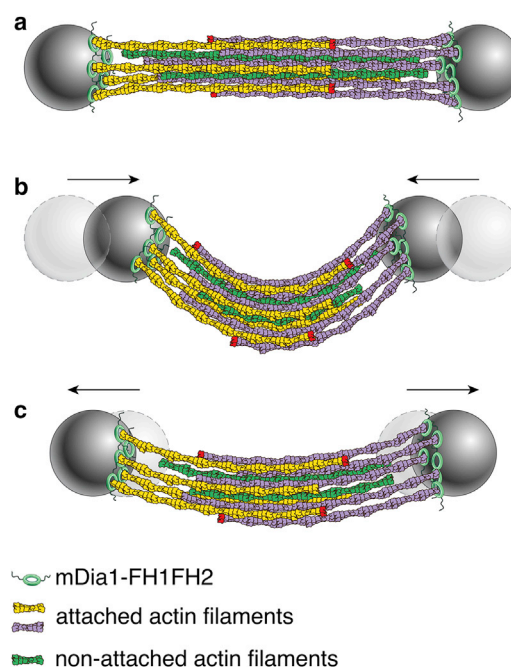 a
b
c
mDia1-FH1FH2
attached actin filaments
non-attached actin filaments